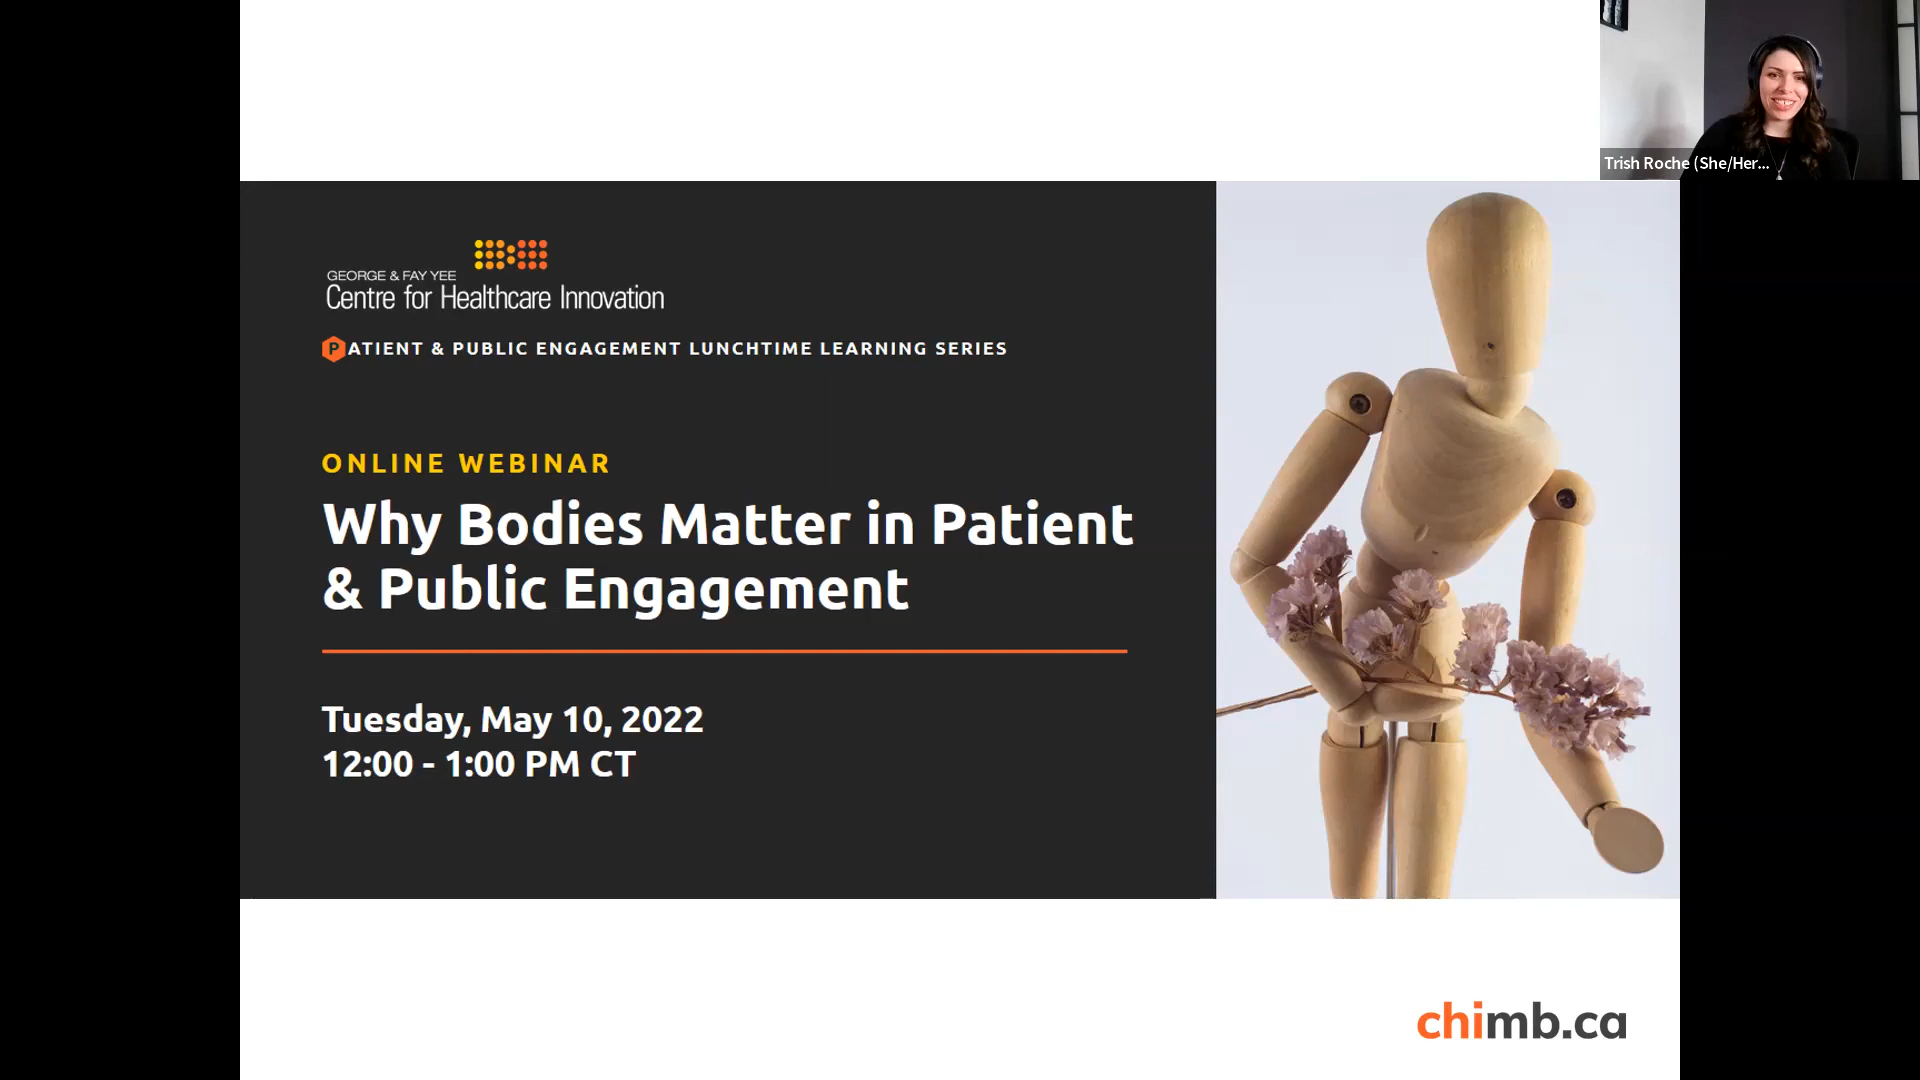 Trish Roche (She/Her...
GEORGE & FAY YEE
Centre for Healthcare Innovation
PATIENT & PUBLIC ENGAGEMENT LUNCHTIME LEARNING SERIES
ONLINE WEBINAR
Why Bodies Matter in Patient
& Public Engagement
Tuesday, May 10, 2022
12:00 - 1:00 PM CT
chimb.ca